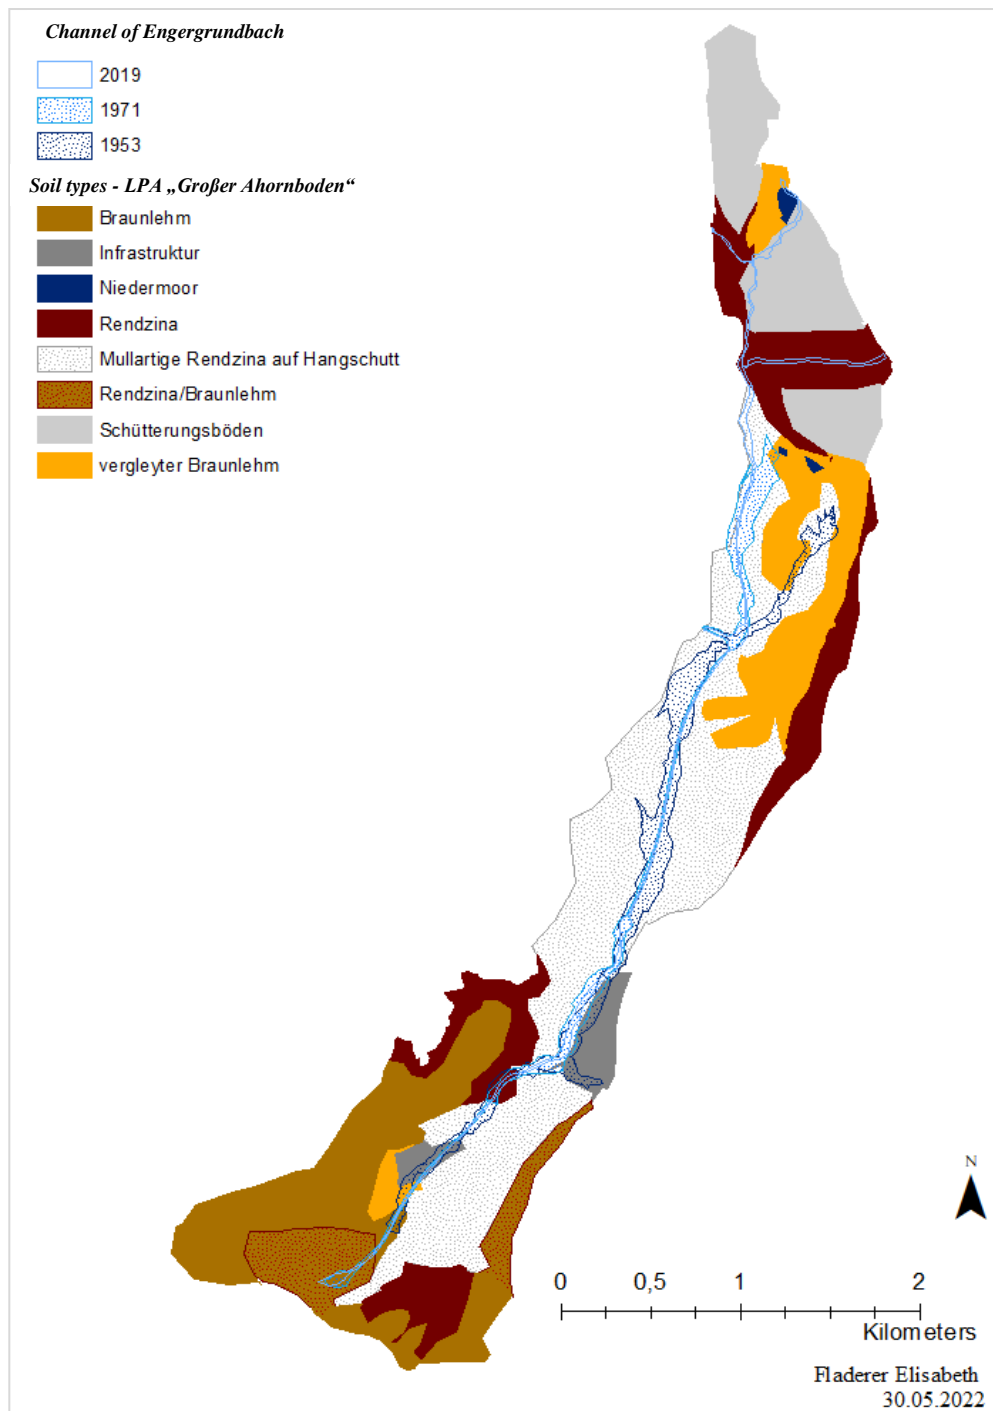 Channel of Engergrundbach
2019
1971
1953
Soil types - LPA „Großer Ahornboden“
Braunlehm
Infrastruktur
Niedermoor
Rendzina
Mullartige Rendzina auf Hangschutt
Rendzina/Braunlehm
Schütterungsböden
vergleyter Braunlehm
N
0 0,5 1 2
Kilometers
Fladerer Elisabeth
30.05.2022